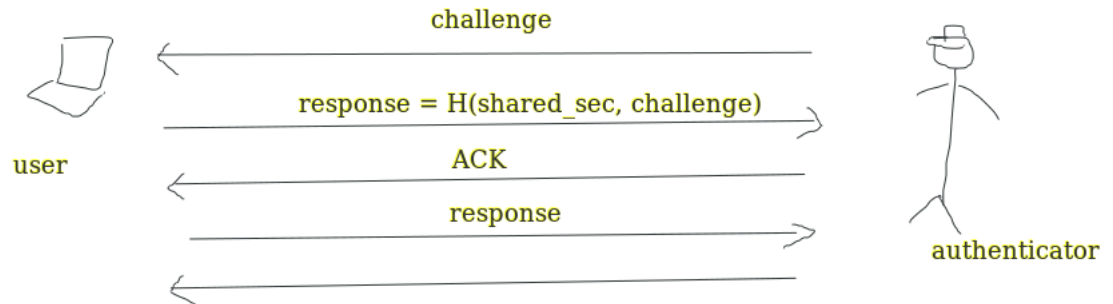 challenge
response = H(shared_sec, challenge)
user
ACK
response
authenticator